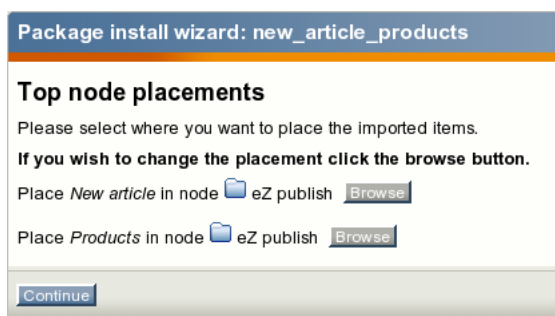 Package install wizard: new_article_products
Top node placements
Please select where you want to place the imported items.
If you wish to change the placement click the browse button.
Place New article in node eZ publish Browse
Place Products in node eZ publish Browse
Continue